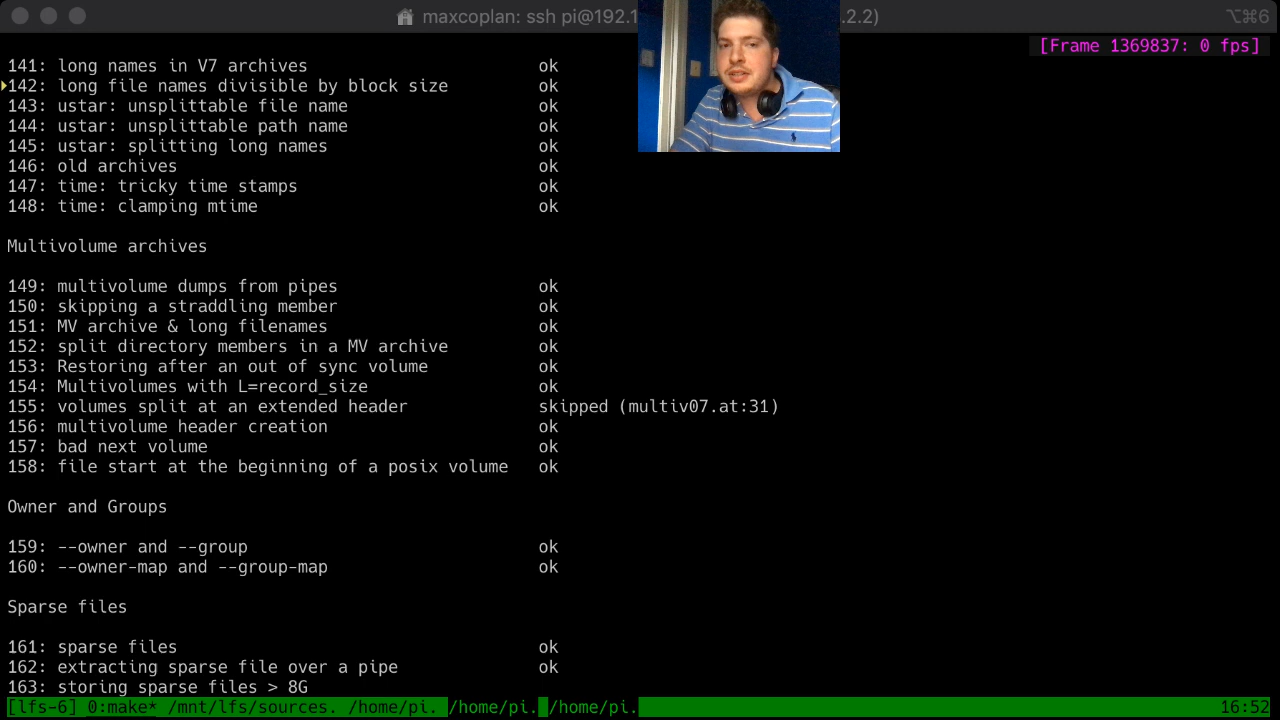 maxcoplan: ssh pi@192.1 .2.2) ⌥⌘6
[Frame 1369837: 0 fps]
141: long names in V7 archives ok
142: long file names divisible by block size ok
143: ustar: unsplittable file name ok
144: ustar: unsplittable path name ok
145: ustar: splitting long names ok
146: old archives ok
147: time: tricky time stamps ok
148: time: clamping mtime ok
Multivolume archives
149: multivolume dumps from pipes ok
150: skipping a straddling member ok
151: MV archive & long filenames ok
152: split directory members in a MV archive ok
153: Restoring after an out of sync volume ok
154: Multivolumes with L=record_size ok
155: volumes split at an extended header skipped (multiv07.at:31)
156: multivolume header creation ok
157: bad next volume ok
158: file start at the beginning of a posix volume ok
Owner and Groups
159: --owner and --group ok
160: --owner-map and --group-map ok
Sparse files
161: sparse files ok
162: extracting sparse file over a pipe ok
163: storing sparse files > 8G
[lfs-6] 0:make* /mnt/lfs/sources. /home/pi. /home/pi. /home/pi. 16:52